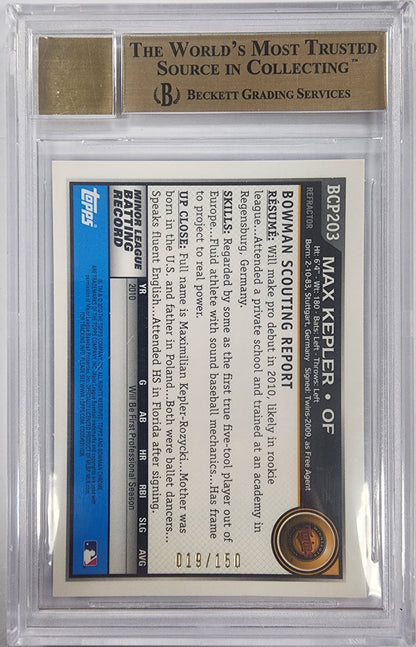 THE WORLD'S MOST TRUSTED
SOURCE IN COLLECTING™
B BECKETT GRADING SERVICES
BCP203
REFRACTOR
MAX KEPLER • OF
Ht: 6'4" - Wt: 180 - Bats: Left - Throws: Left
Born: 2-10-93, Stuttgart, Germany Signed: Twins-2009, as Free Agent
BOWMAN SCOUTING REPORT
RÉSUMÉ: Will make pro debut in 2010, likely in rookie
league...Attended a private school and trained at an academy in
Regensburg, Germany.
SKILLS: Regarded by some as the first true five-tool player out of
Europe...Fluid athlete with sound baseball mechanics...Has frame
to project to real power.
UP CLOSE: Full name is Maximilian Kepler-Rozycki...Mother was
born in the U.S. and father in Poland....Both were ballet dancers...
Speaks fluent English...Attended HS in Florida after signing.
019/150
MINOR LEAGUE
BATTING
RECORD
YR G AB HR RBI SLG AVG
2010 Will Be First Professional Season
Topps